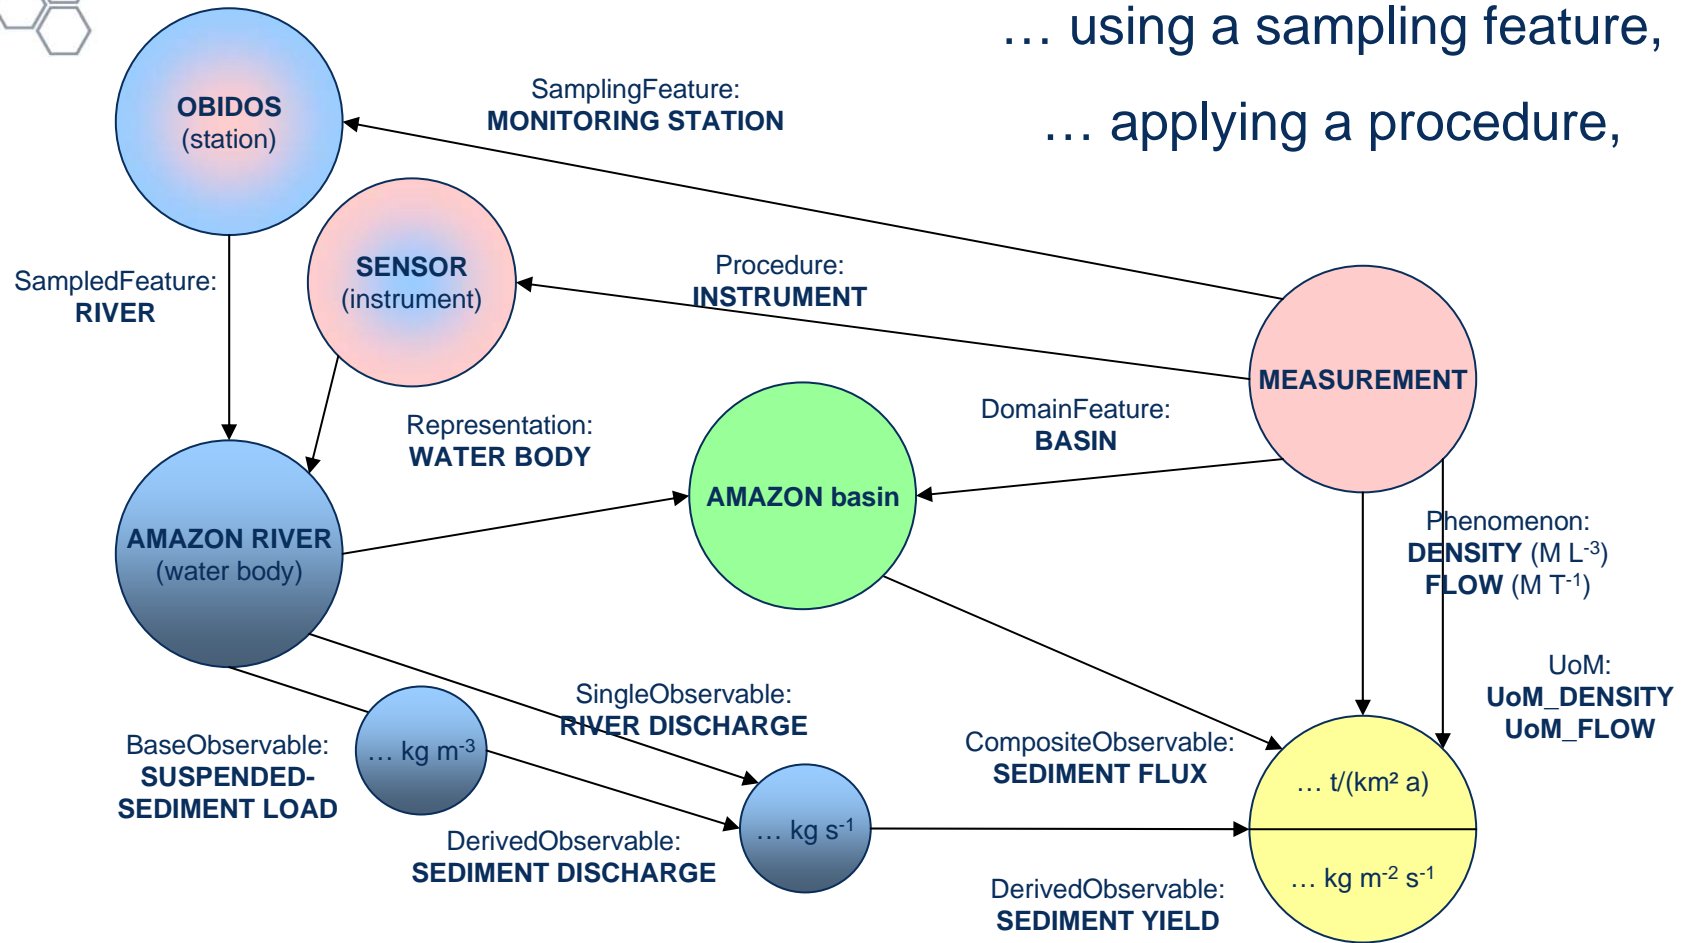 … using a sampling feature,
… applying a procedure,
SamplingFeature:
MONITORING STATION
OBIDOS
(station)
SENSOR
(instrument)
Procedure:
INSTRUMENT
SampledFeature:
RIVER
MEASUREMENT
Representation:
WATER BODY
DomainFeature:
BASIN
AMAZON basin
AMAZON RIVER
(water body)
Phenomenon:
DENSITY (M L⁻³)
FLOW (M T⁻¹)
UoM:
UoM_DENSITY
UoM_FLOW
SingleObservable:
RIVER DISCHARGE
BaseObservable:
SUSPENDED-
SEDIMENT LOAD
… kg m⁻³
CompositeObservable:
SEDIMENT FLUX
… t/(km² a)
DerivedObservable:
SEDIMENT DISCHARGE
… kg s⁻¹
DerivedObservable:
SEDIMENT YIELD
… kg m⁻² s⁻¹